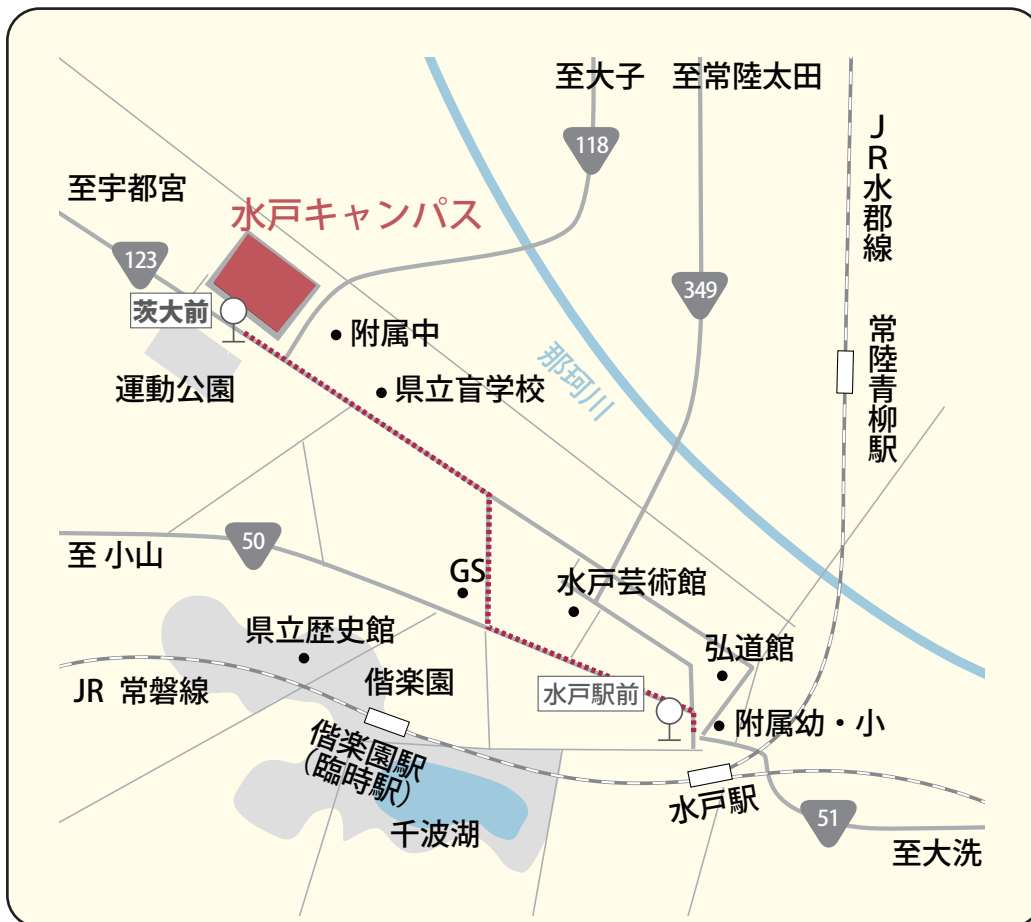 至大子
至常陸太田
118
JR水郡線
至宇都宮
水戸キャンパス
123
349
茨大前
附属中
常陸青柳駅
運動公園
県立盲学校
那珂川
50
至 小山
GS
水戸芸術館
県立歴史館
弘道館
JR 常磐線
偕楽園
水戸駅前
附属幼・小
偕楽園駅
（臨時駅）
水戸駅
千波湖
51
至大洗